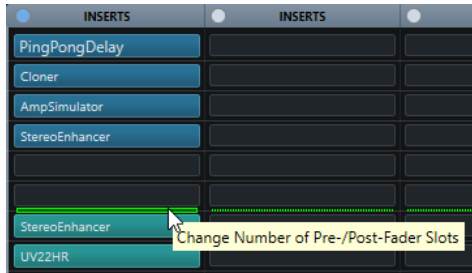 INSERTS
INSERTS
PingPongDelay
Cloner
AmpSimulator
StereoEnhancer
StereoEnhancer
Change Number of Pre-/Post-Fader Slots
UV22HR